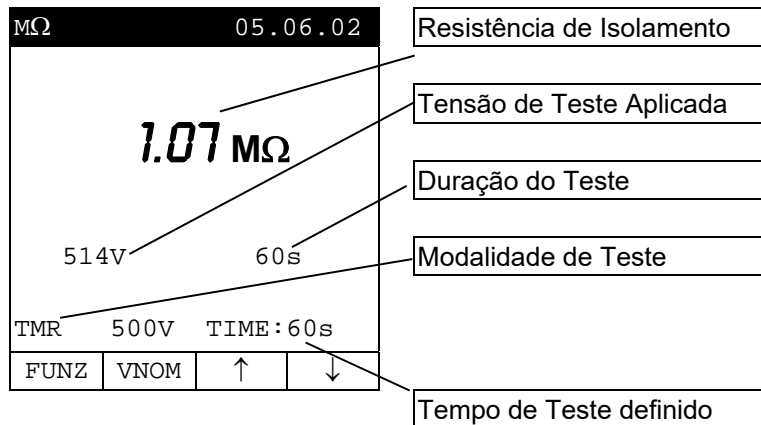 MΩ 05.06.02
1.07 MΩ
514V 60s
TMR 500V TIME:60s
FUNZ VNOM ↑ ↓
Resistência de Isolamento
Tensão de Teste Aplicada
Duração do Teste
Modalidade de Teste
Tempo de Teste definido